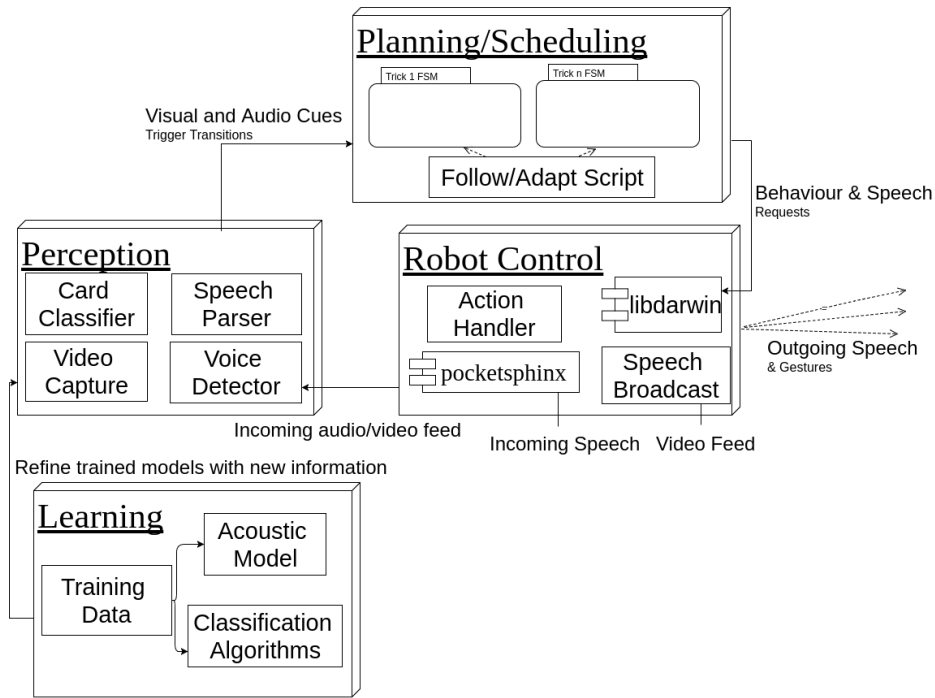 Planning/Scheduling
Trick 1 FSM
Trick n FSM
Follow/Adapt Script
Visual and Audio Cues
Trigger Transitions
Behaviour & Speech
Requests
Perception
Card
Classifier
Speech
Parser
Video
Capture
Voice
Detector
Robot Control
Action
Handler
libdarwin
pocketsphinx
Speech
Broadcast
Outgoing Speech
& Gestures
Incoming audio/video feed
Incoming Speech
Video Feed
Refine trained models with new information
Learning
Training
Data
Acoustic
Model
Classification
Algorithms